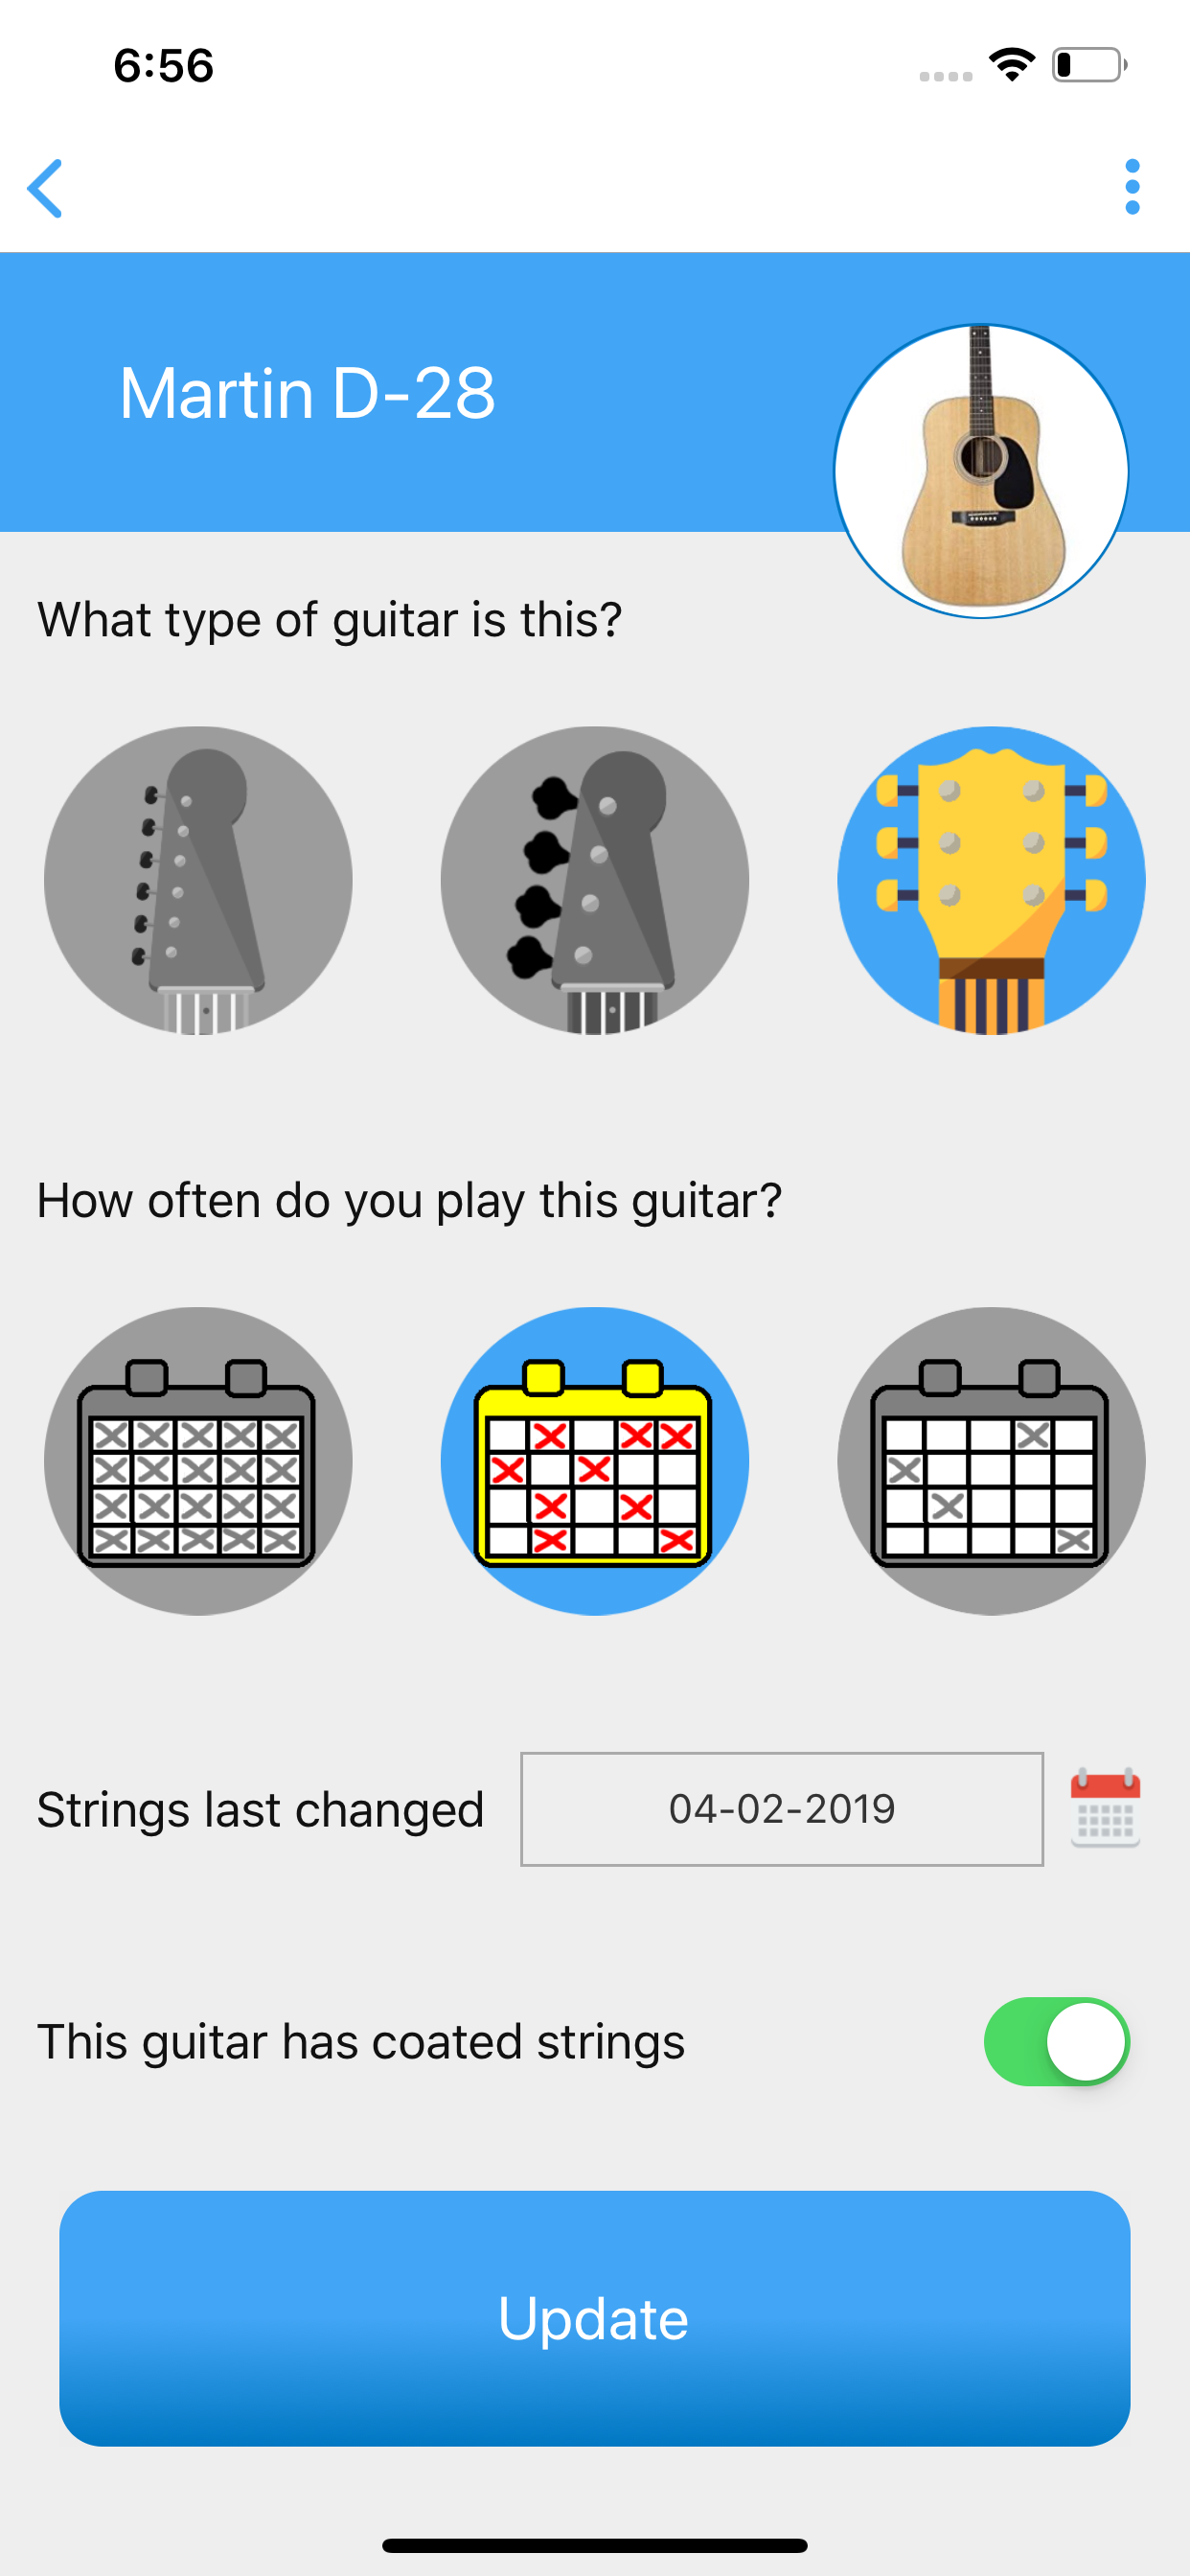 6:56
Martin D-28
What type of guitar is this?
How often do you play this guitar?
Strings last changed 04-02-2019
This guitar has coated strings
Update